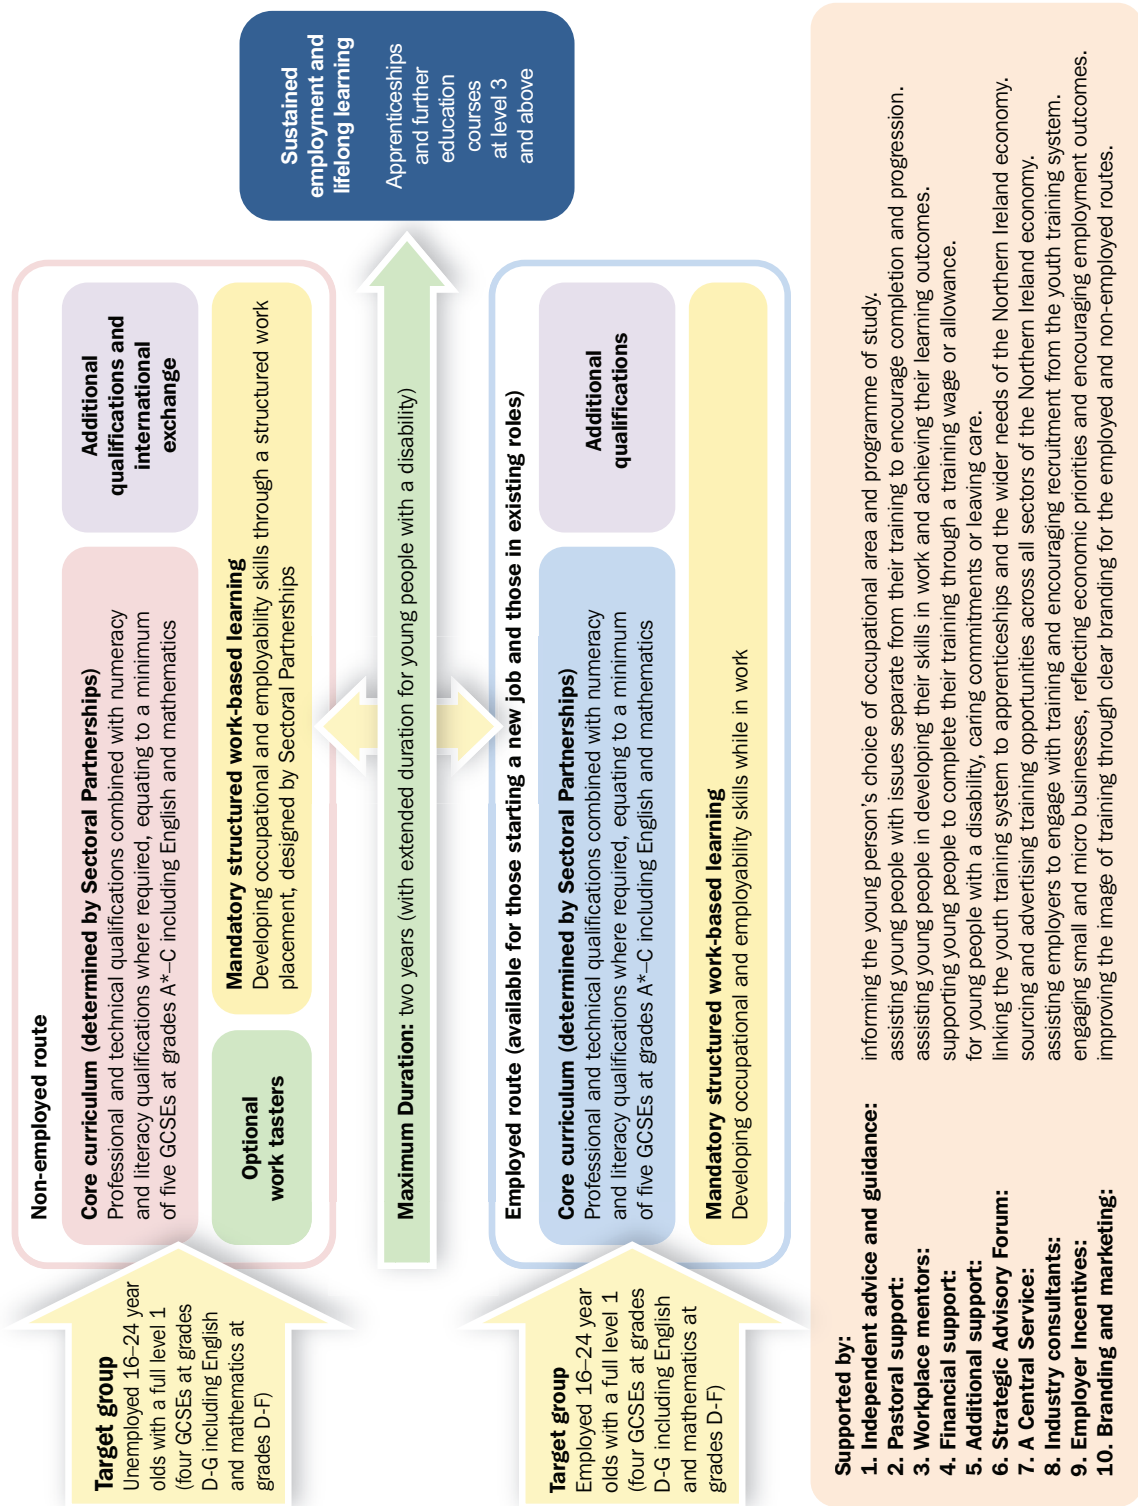 Target group
Unemployed 16–24 year
olds with a full level 1
(four GCSEs at grades
D-G including English
and mathematics at
grades D-F)
Non-employed route
Core curriculum (determined by Sectoral Partnerships)
Professional and technical qualifications combined with numeracy
and literacy qualifications where required, equating to a minimum
of five GCSEs at grades A*–C including English and mathematics
Additional
qualifications and
international
exchange
Optional
work tasters
Mandatory structured work-based learning
Developing occupational and employability skills through a structured work
placement, designed by Sectoral Partnerships
Maximum Duration: two years (with extended duration for young people with a disability)
Sustained
employment and
lifelong learning
Apprenticeships
and further
education
courses
at level 3
and above
Target group
Employed 16–24 year
olds with a full level 1
(four GCSEs at grades
D-G including English
and mathematics at
grades D-F)
Employed route (available for those starting a new job and those in existing roles)
Core curriculum (determined by Sectoral Partnerships)
Professional and technical qualifications combined with numeracy
and literacy qualifications where required, equating to a minimum
of five GCSEs at grades A*–C including English and mathematics
Additional
qualifications
Mandatory structured work-based learning
Developing occupational and employability skills while in work
Supported by:
1. Independent advice and guidance: informing the young person's choice of occupational area and programme of study.
2. Pastoral support: assisting young people with issues separate from their training to encourage completion and progression.
3. Workplace mentors: assisting young people in developing their skills in work and achieving their learning outcomes.
4. Financial support: supporting young people to complete their training through a training wage or allowance.
5. Additional support: for young people with a disability, caring commitments or leaving care.
6. Strategic Advisory Forum: linking the youth training system to apprenticeships and the wider needs of the Northern Ireland economy.
7. A Central Service: sourcing and advertising training opportunities across all sectors of the Northern Ireland economy.
8. Industry consultants: assisting employers to engage with training and encouraging recruitment from the youth training system.
9. Employer Incentives: engaging small and micro businesses, reflecting economic priorities and encouraging employment outcomes.
10. Branding and marketing: improving the image of training through clear branding for the employed and non-employed routes.